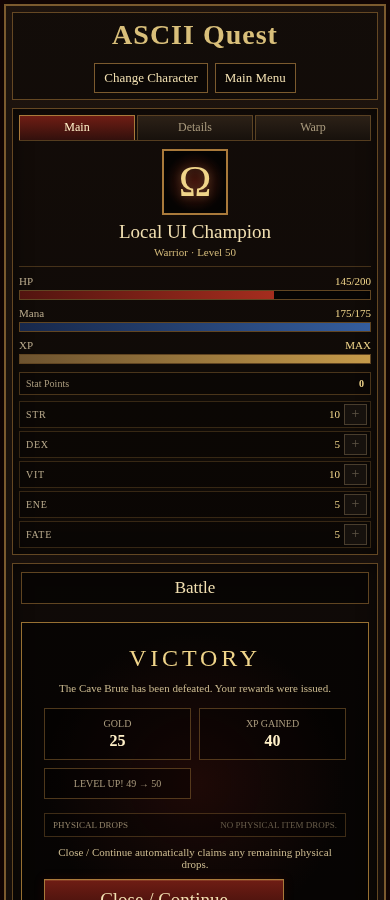 ASCII Quest
Change Character Main Menu
Main Details Warp
Ω
Local UI Champion
Warrior · Level 50
HP 145/200
Mana 175/175
XP MAX
Stat Points 0
STR 10 +
DEX 5 +
VIT 10 +
ENE 5 +
FATE 5 +
Battle
VICTORY
The Cave Brute has been defeated. Your rewards were issued.
GOLD XP GAINED
25 40
LEVEL UP! 49 → 50
PHYSICAL DROPS NO PHYSICAL ITEM DROPS.
Close / Continue automatically claims any remaining physical
drops.
Close / Continue